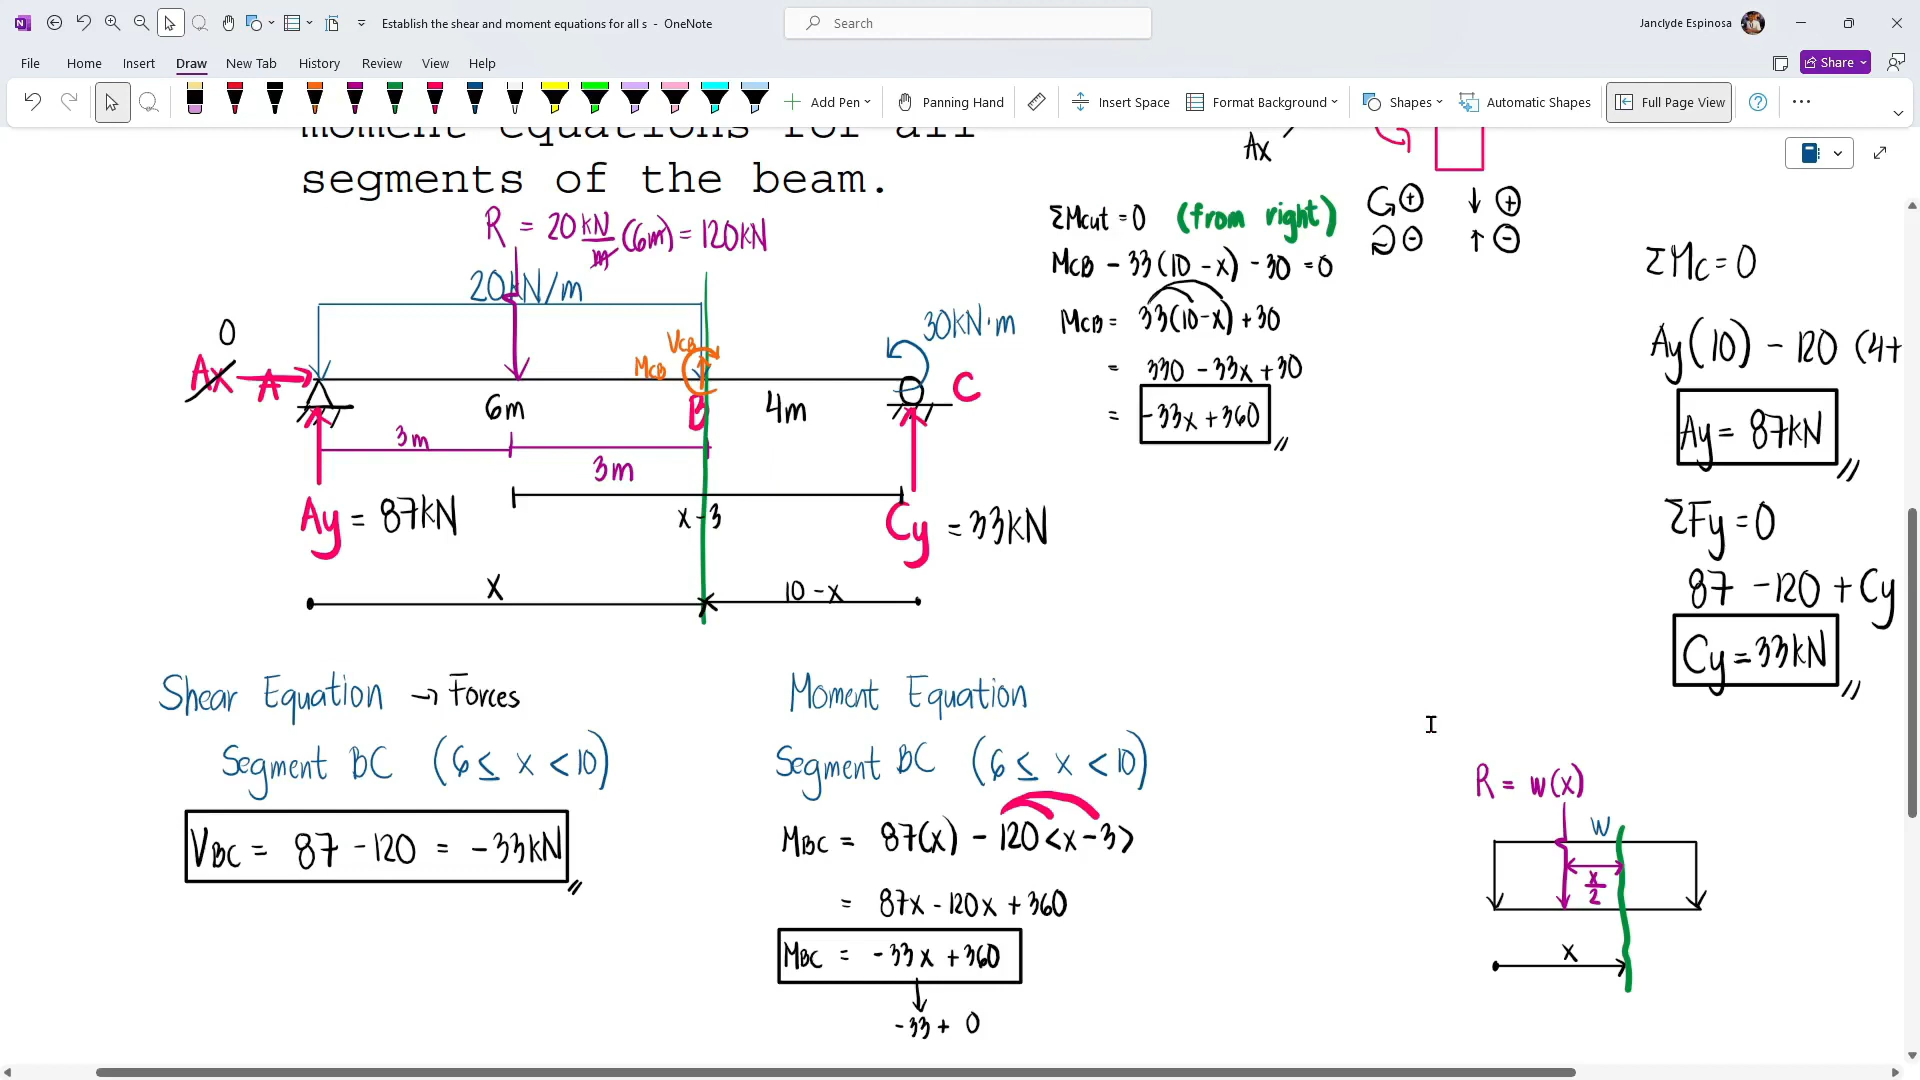 Establish the shear and moment equations for all s - OneNote
Search
Janclyde Espinosa
File Home Insert Draw New Tab History Review View Help
Share
Add Pen
Panning Hand
Insert Space
Format Background
Shapes
Automatic Shapes
Full Page View
moment equations for all
segments of the beam.
R = 20 kN/m (6m) = 120kN
20kN/m
0
Ax
A
VCB
MCB
30kN·m
C
6m
B
4m
3m
3m
x - 3
Ay = 87kN
Cy = 33kN
x
10 - x
Ax
ΣMcut = 0 (from right)
MCB - 33(10 - x) - 30 = 0
MCB = 33(10-x) + 30
= 330 - 33x + 30
= -33x + 360
+ ↓ +
- ↑ -
ΣMc = 0
Ay(10) - 120 (4+
Ay = 87kN
ΣFy = 0
87 - 120 + Cy
Cy = 33kN
Shear Equation → Forces
Segment BC (6 ≤ x < 10)
VBC = 87 - 120 = -33kN
Moment Equation
Segment BC (6 ≤ x < 10)
MBC = 87(x) - 120<x - 3>
= 87x - 120x + 360
MBC = -33x + 360
-33 + 0
R = w(x)
w
x/2
x